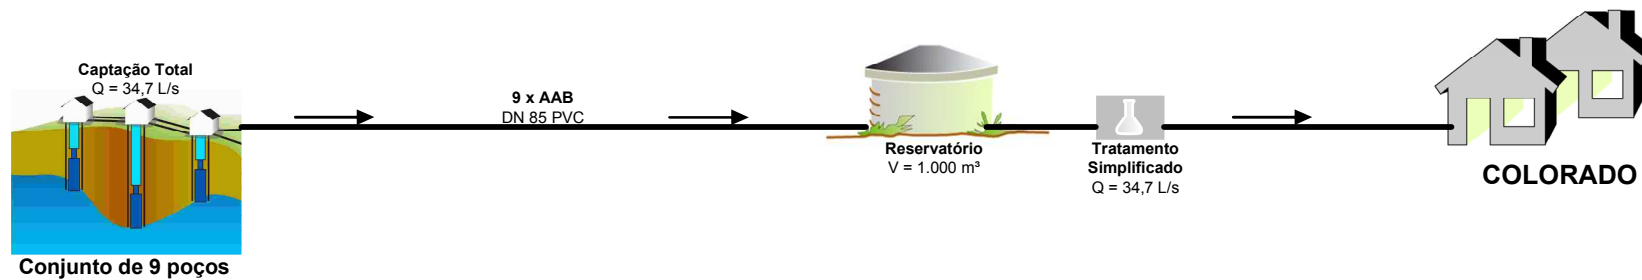 Captação Total
Q = 34,7 L/s
Conjunto de 9 poços
9 x AAB
DN 85 PVC
Reservatório
V = 1.000 m³
Tratamento
Simplificado
Q = 34,7 L/s
COLORADO